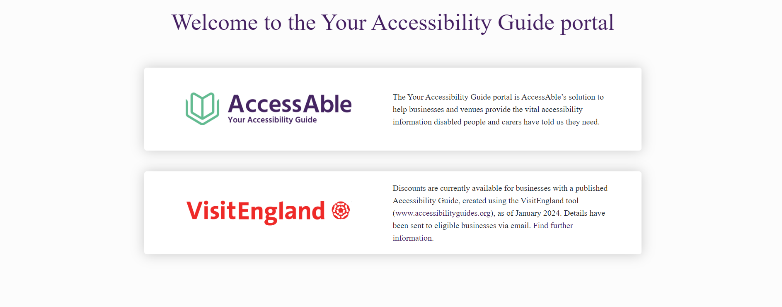 Welcome to the Your Accessibility Guide portal
AccessAble
Your Accessibility Guide
The Your Accessibility Guide portal is AccessAble's solution to
help businesses and venues provide the vital accessibility
information disabled people and carers have told us they need.
VisitEngland
Discounts are currently available for businesses with a published
Accessibility Guide, created using the VisitEngland tool
(www.accessibilityguides.org), as of January 2024. Details have
been sent to eligible businesses via email. Find further
information.